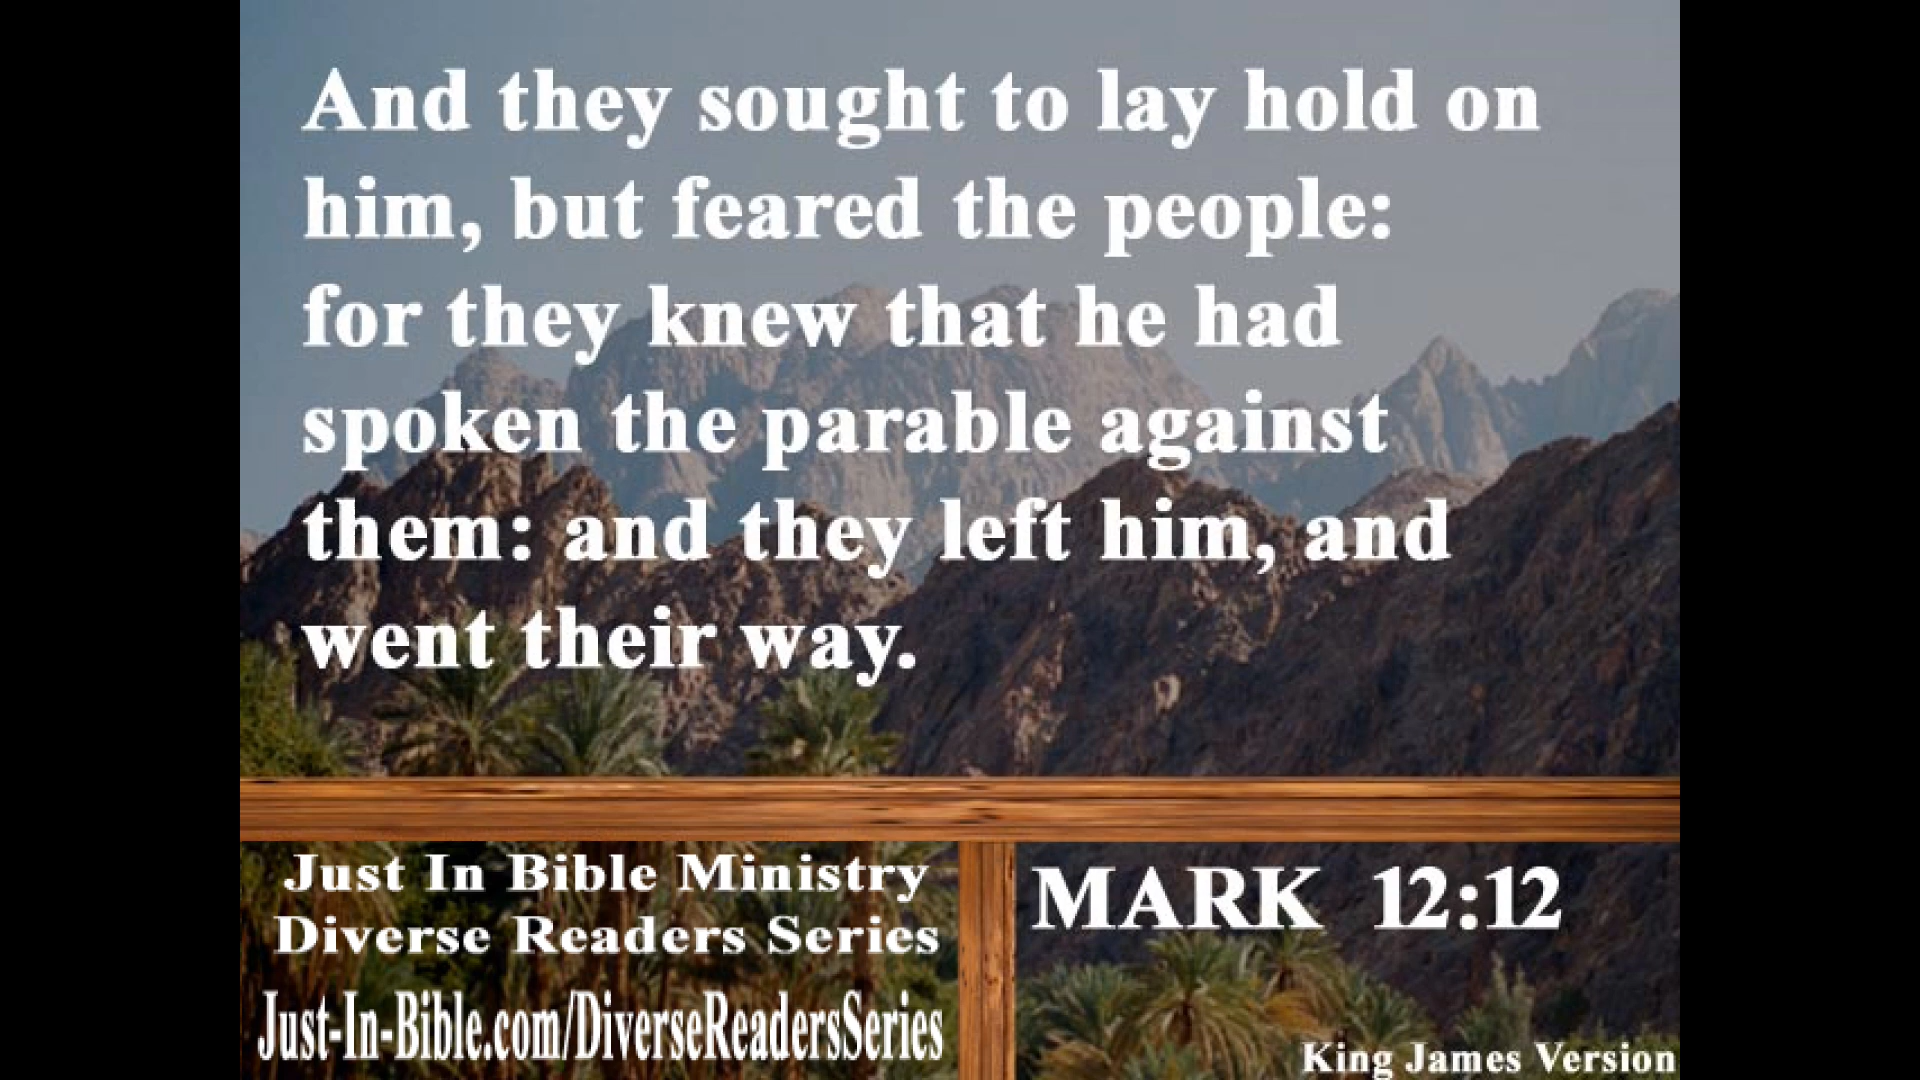 And they sought to lay hold on
him, but feared the people:
for they knew that he had
spoken the parable against
them: and they left him, and
went their way.
Just In Bible Ministry
Diverse Readers Series
Just-In-Bible.com/DiverseReadersSeries
MARK 12:12
King James Version